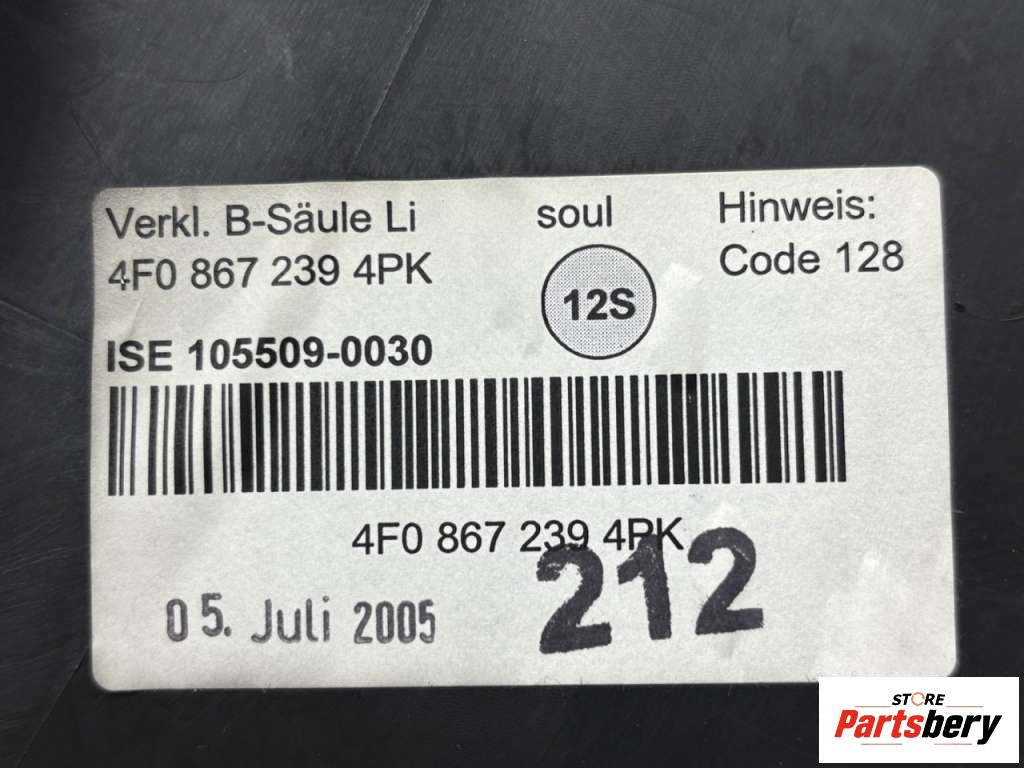 Verkl. B-Säule Li
4F0 867 239 4PK
soul
12S
Hinweis:
Code 128
ISE 105509-0030
4F0 867 239 4PK
05. Juli 2005
212
STORE
Partsbery